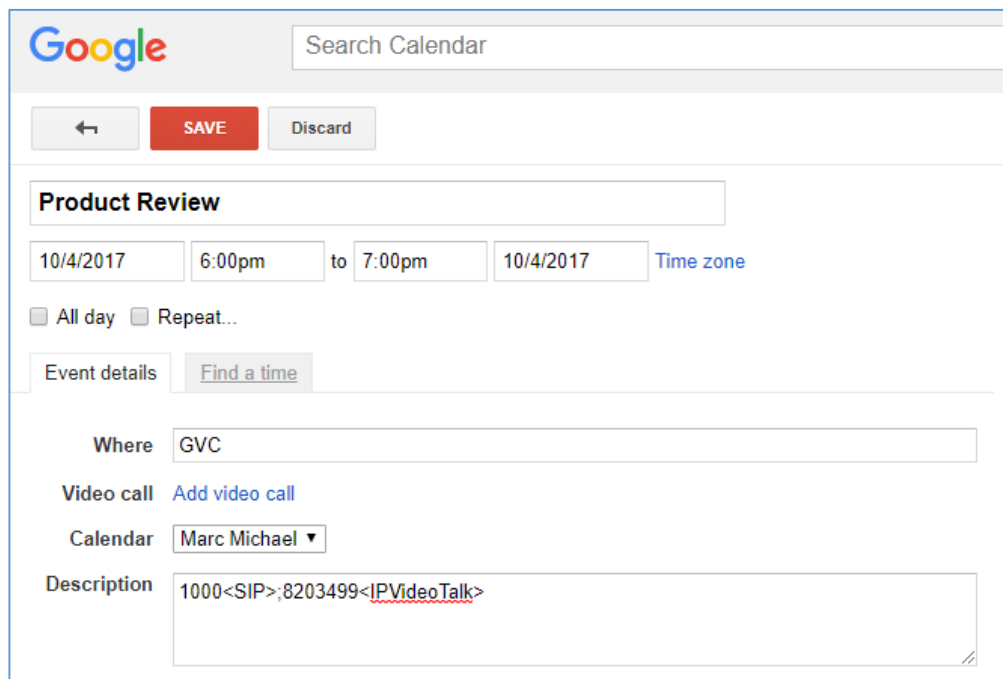 Google Search Calendar
SAVE Discard
Product Review
10/4/2017 6:00pm to 7:00pm 10/4/2017 Time zone
All day Repeat...
Event details Find a time
Where GVC
Video call Add video call
Calendar Marc Michael
Description 1000<SIP>;8203499<IPVideoTalk>